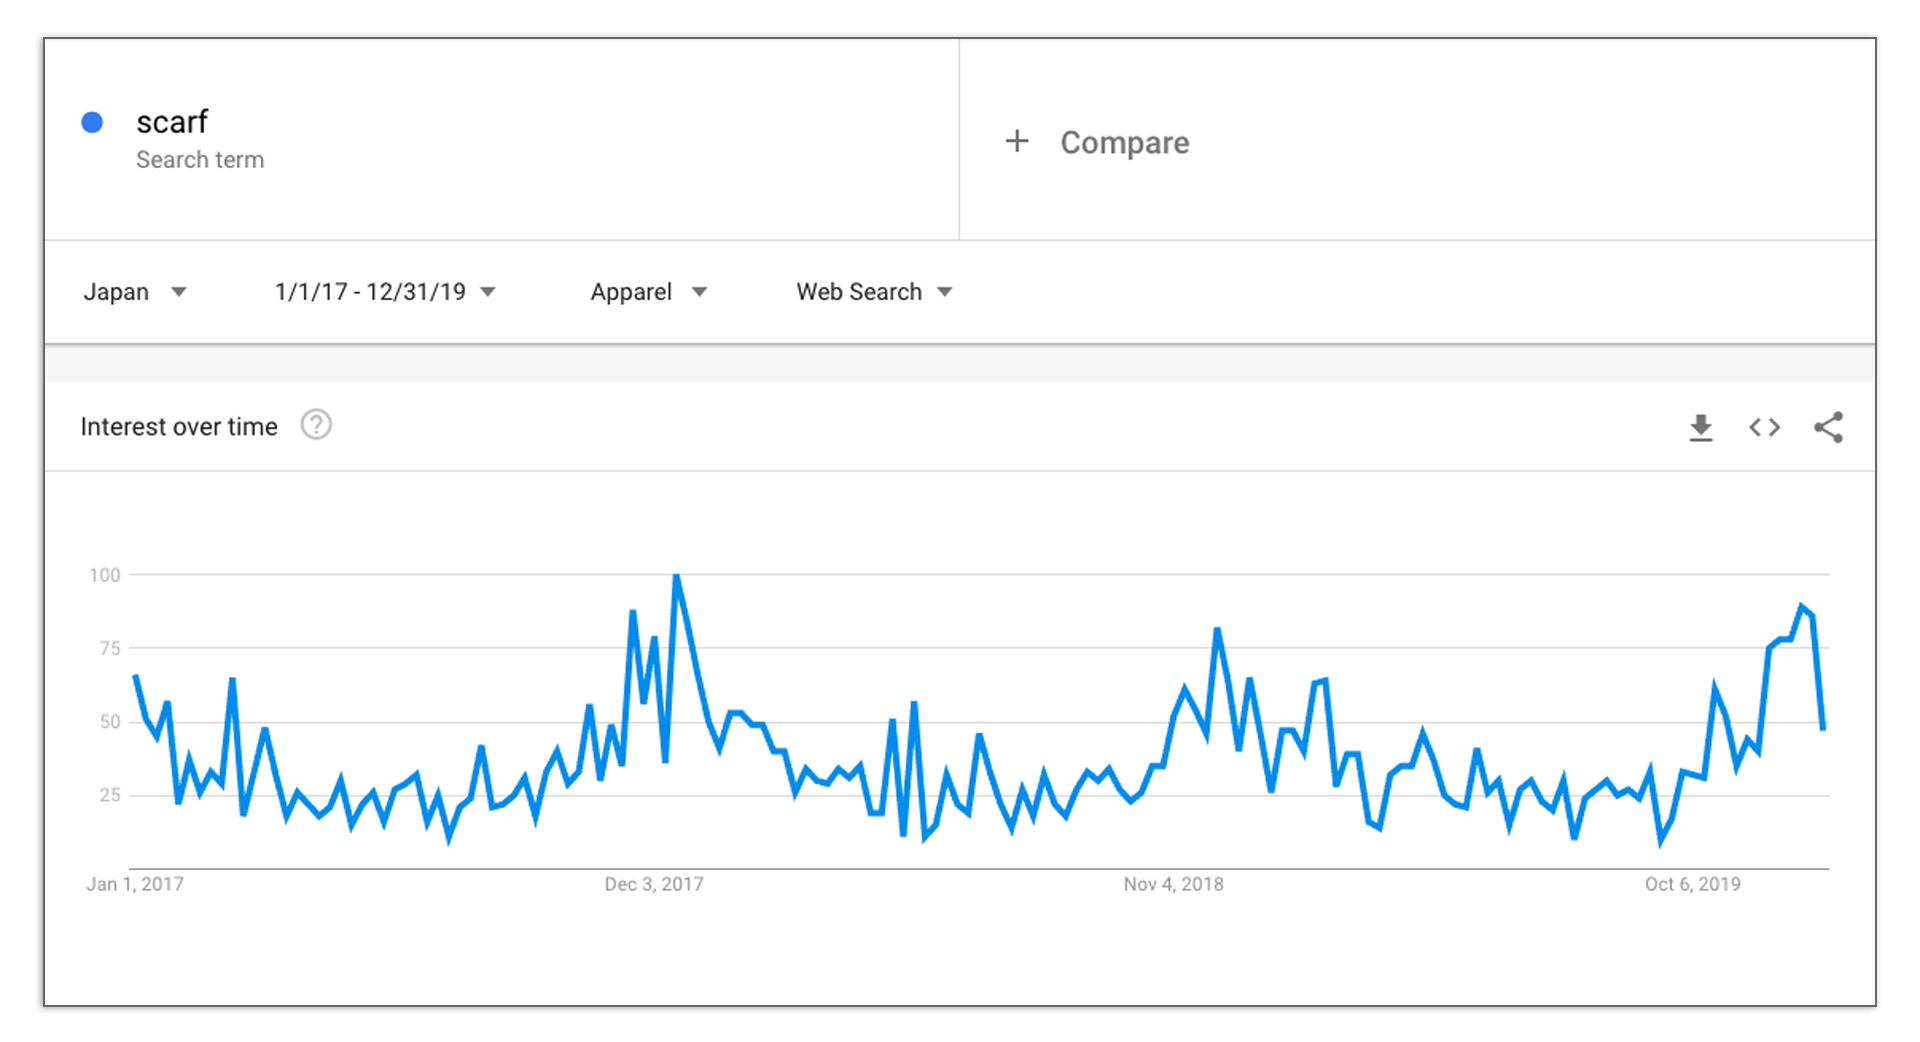 scarf
Search term
+ Compare
Japan
1/1/17 - 12/31/19
Apparel
Web Search
Interest over time ?
100
75
50
25
Jan 1, 2017
Dec 3, 2017
Nov 4, 2018
Oct 6, 2019